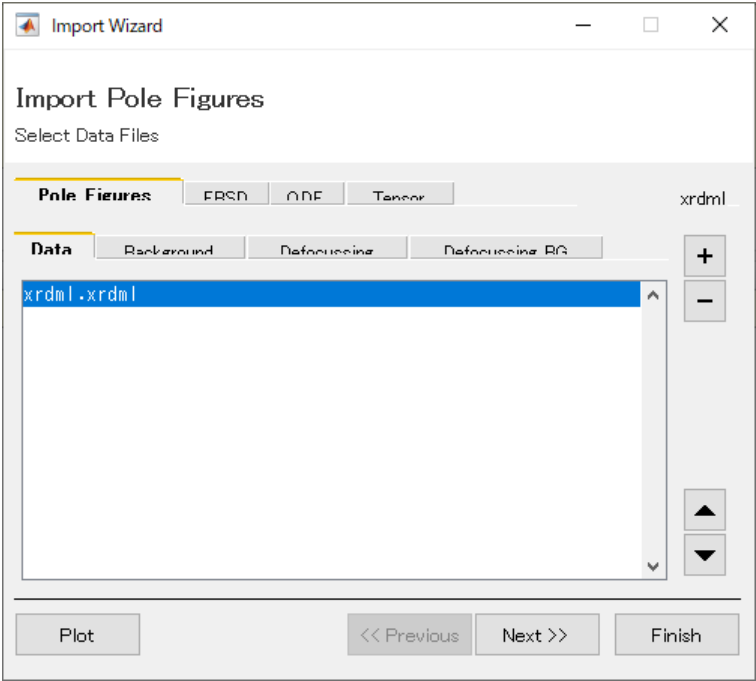 Import Wizard
Import Pole Figures
Select Data Files
Pole Figures EBSD ODF Tensor xrdml
Data Background Defocussing Defocussing BG
+
xrdml.xrdml
−
Plot << Previous Next >> Finish